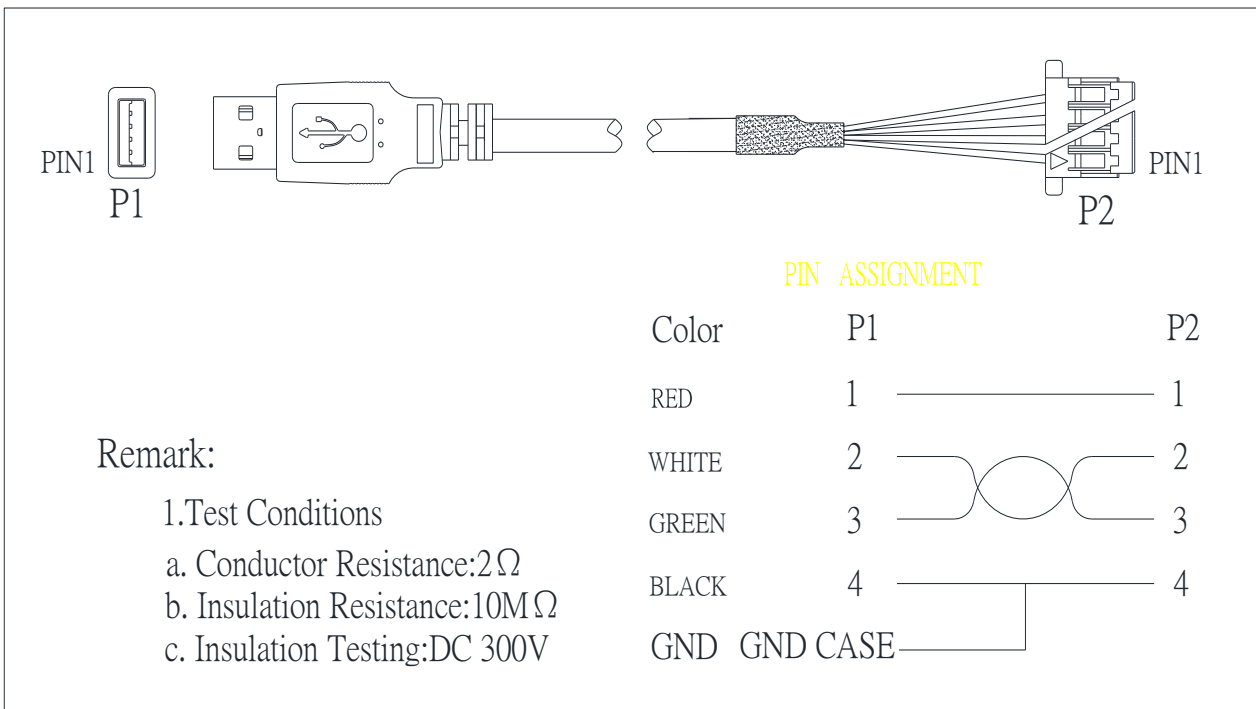 PIN1
P1
P2
PIN1
PIN ASSIGNMENT
Color P1 P2
RED 1 1
WHITE 2 2
GREEN 3 3
BLACK 4 4
GND GND CASE
Remark:
1.Test Conditions
a. Conductor Resistance:2Ω
b. Insulation Resistance:10MΩ
c. Insulation Testing:DC 300V